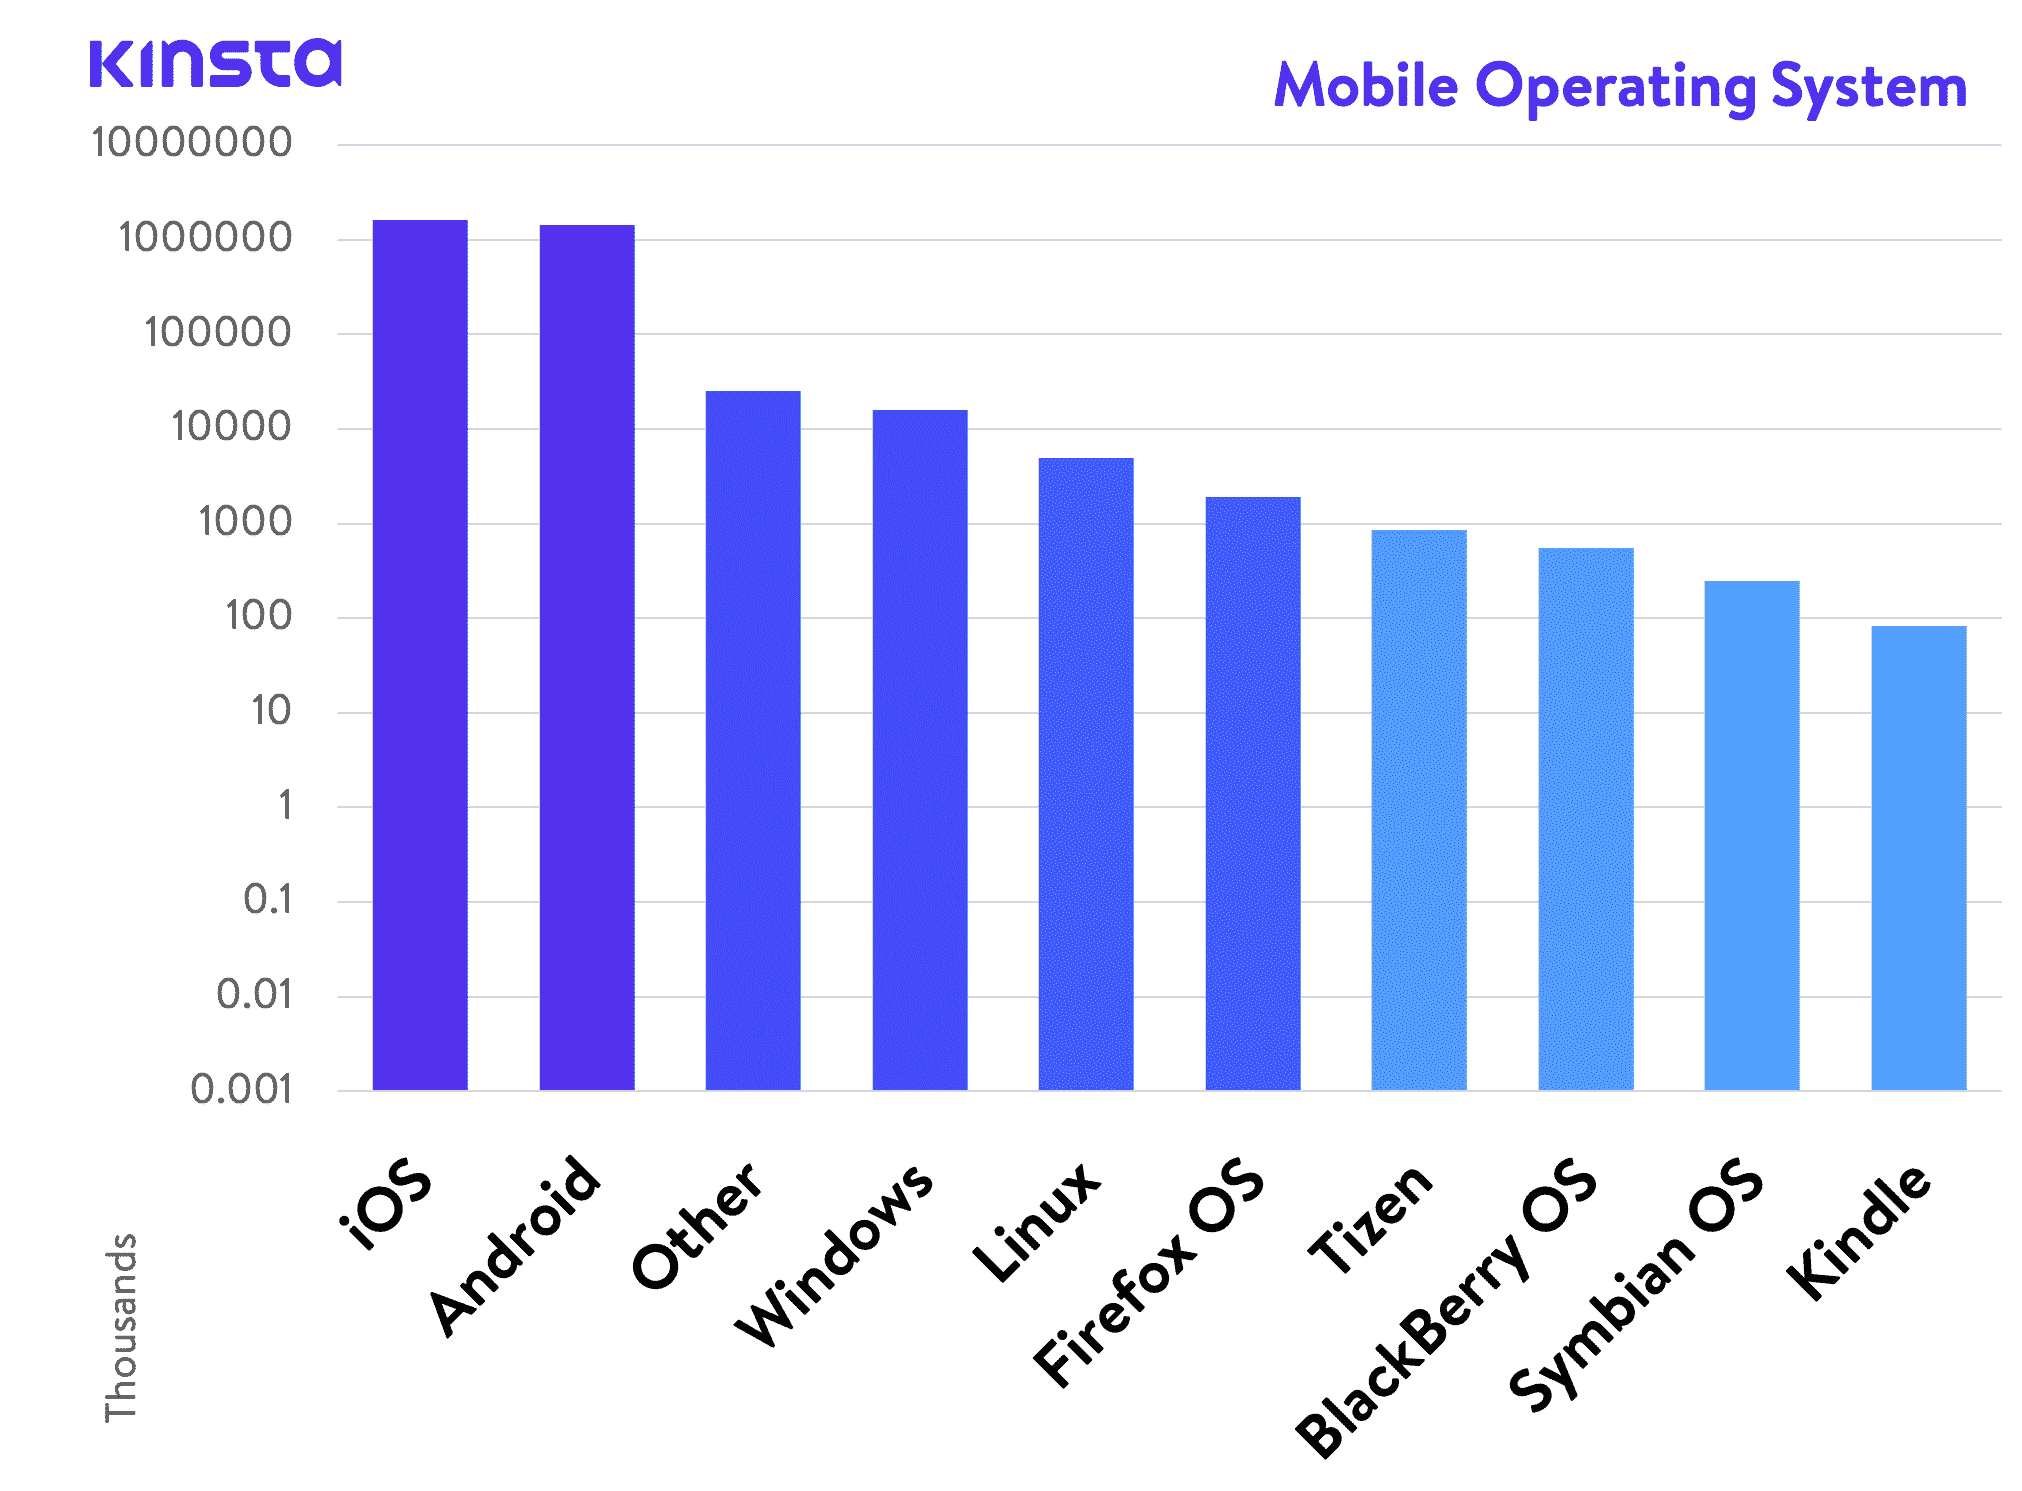 Kinsta
Mobile Operating System
10000000
1000000
100000
10000
1000
100
10
1
0.1
0.01
0.001
iOS
Android
Other
Windows
Linux
Firefox OS
Tizen
BlackBerry OS
Symbian OS
Kindle
Thousands